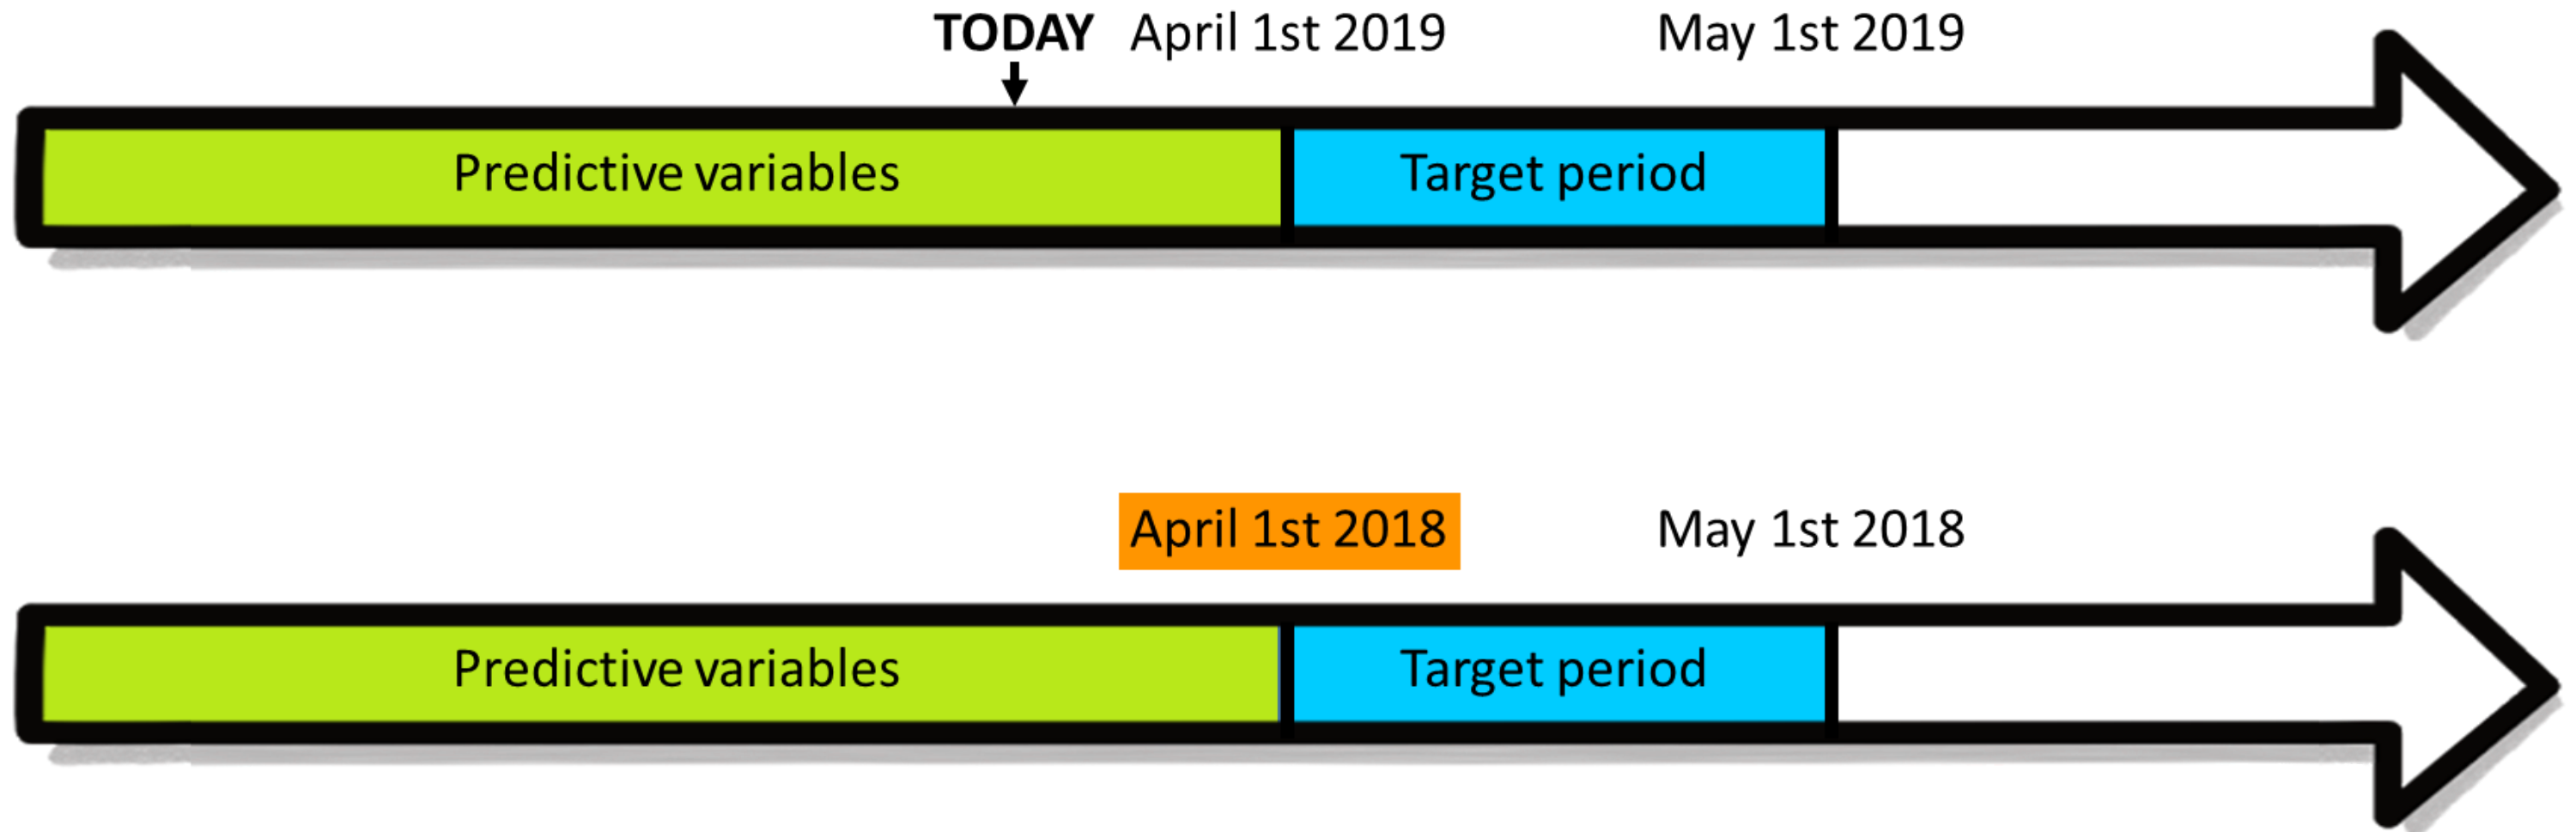 TODAY April 1st 2019 May 1st 2019
Predictive variables Target period
April 1st 2018 May 1st 2018
Predictive variables Target period